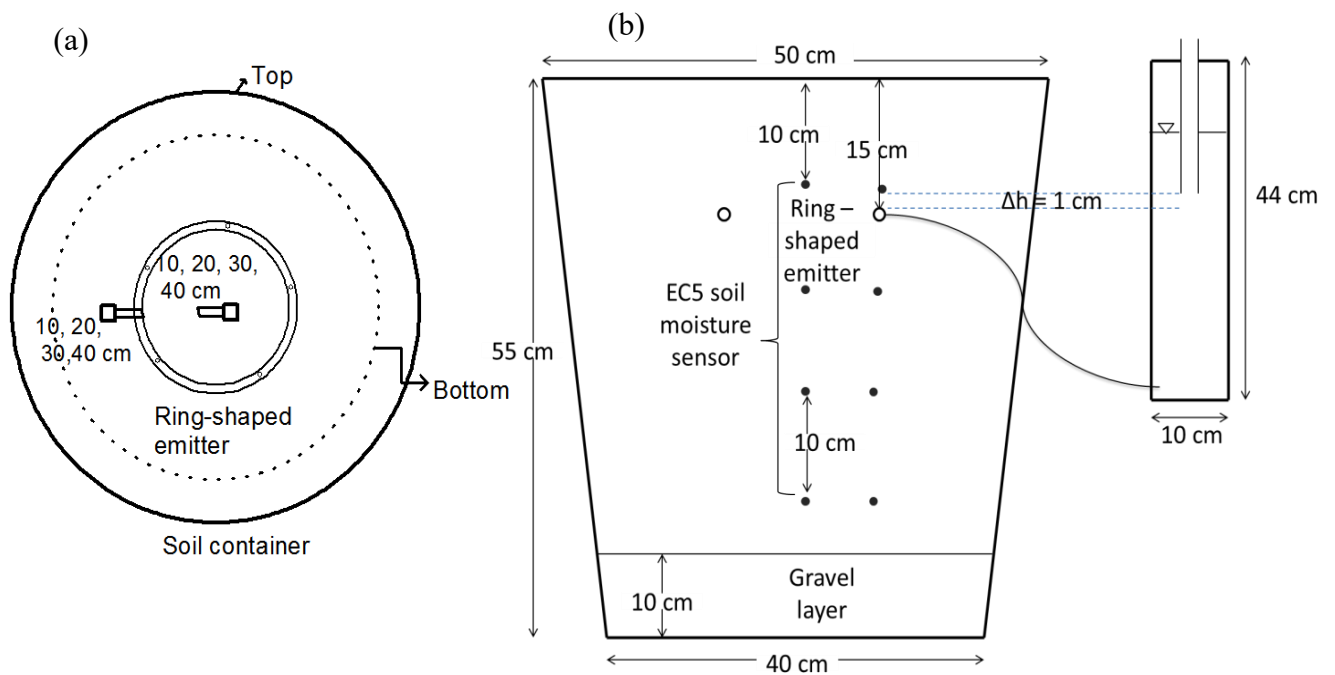 (a)
Top
10, 20, 30,
40 cm
10, 20,
30,40 cm
Bottom
Ring-shaped
emitter
Soil container
(b)
50 cm
10 cm
15 cm
Δh = 1 cm
44 cm
Ring –
shaped
emitter
EC5 soil
moisture
sensor
55 cm
10 cm
10 cm
Gravel
layer
10 cm
40 cm